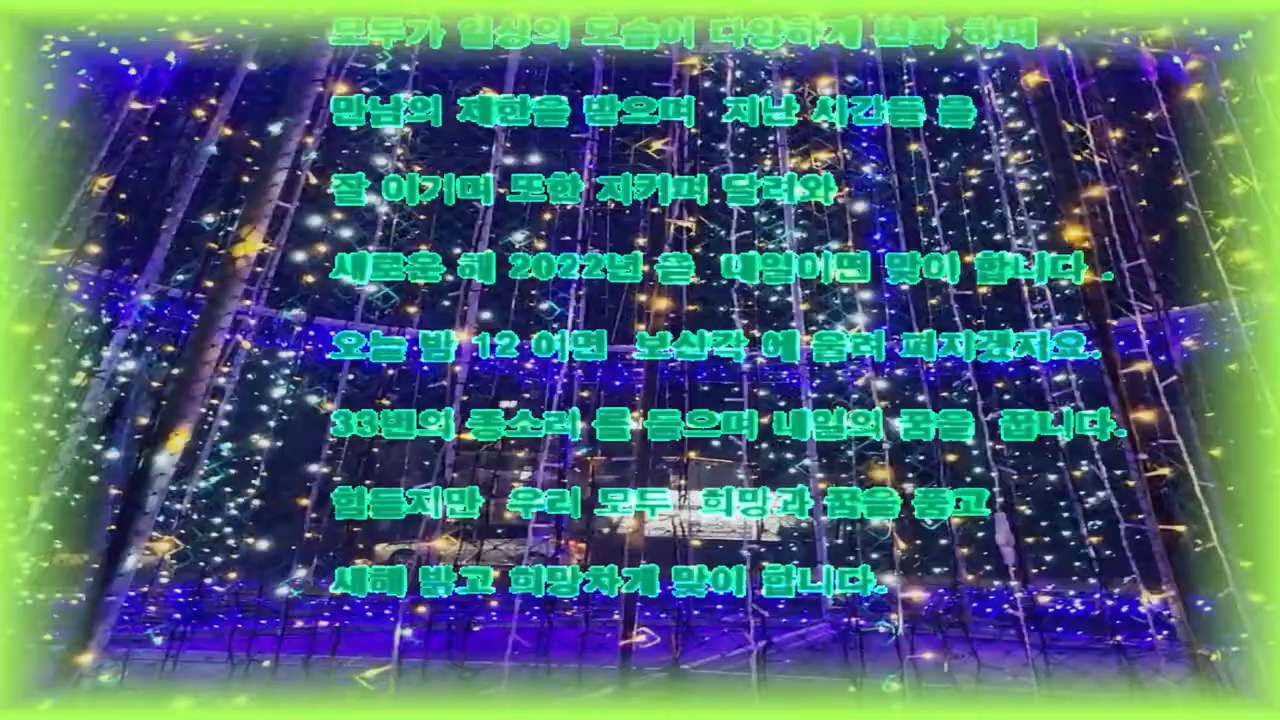 모두가 일상의 모습이 다양하게 변화 하며
만남의 제한을 받으며 지난 시간들 을
잘 이기며 또한 지키며 달려와
새로운 해 2022년 곧 내일이면 맞이 합니다 .
오늘 밤 12 이면 보신각 에 울려 퍼지겠지요.
33번의 종소리 를 들으며 내일의 꿈을 꿉니다.
힘들지만 우리 모두 희망과 꿈을 품고
새해 밝고 희망차게 맞이 합니다.